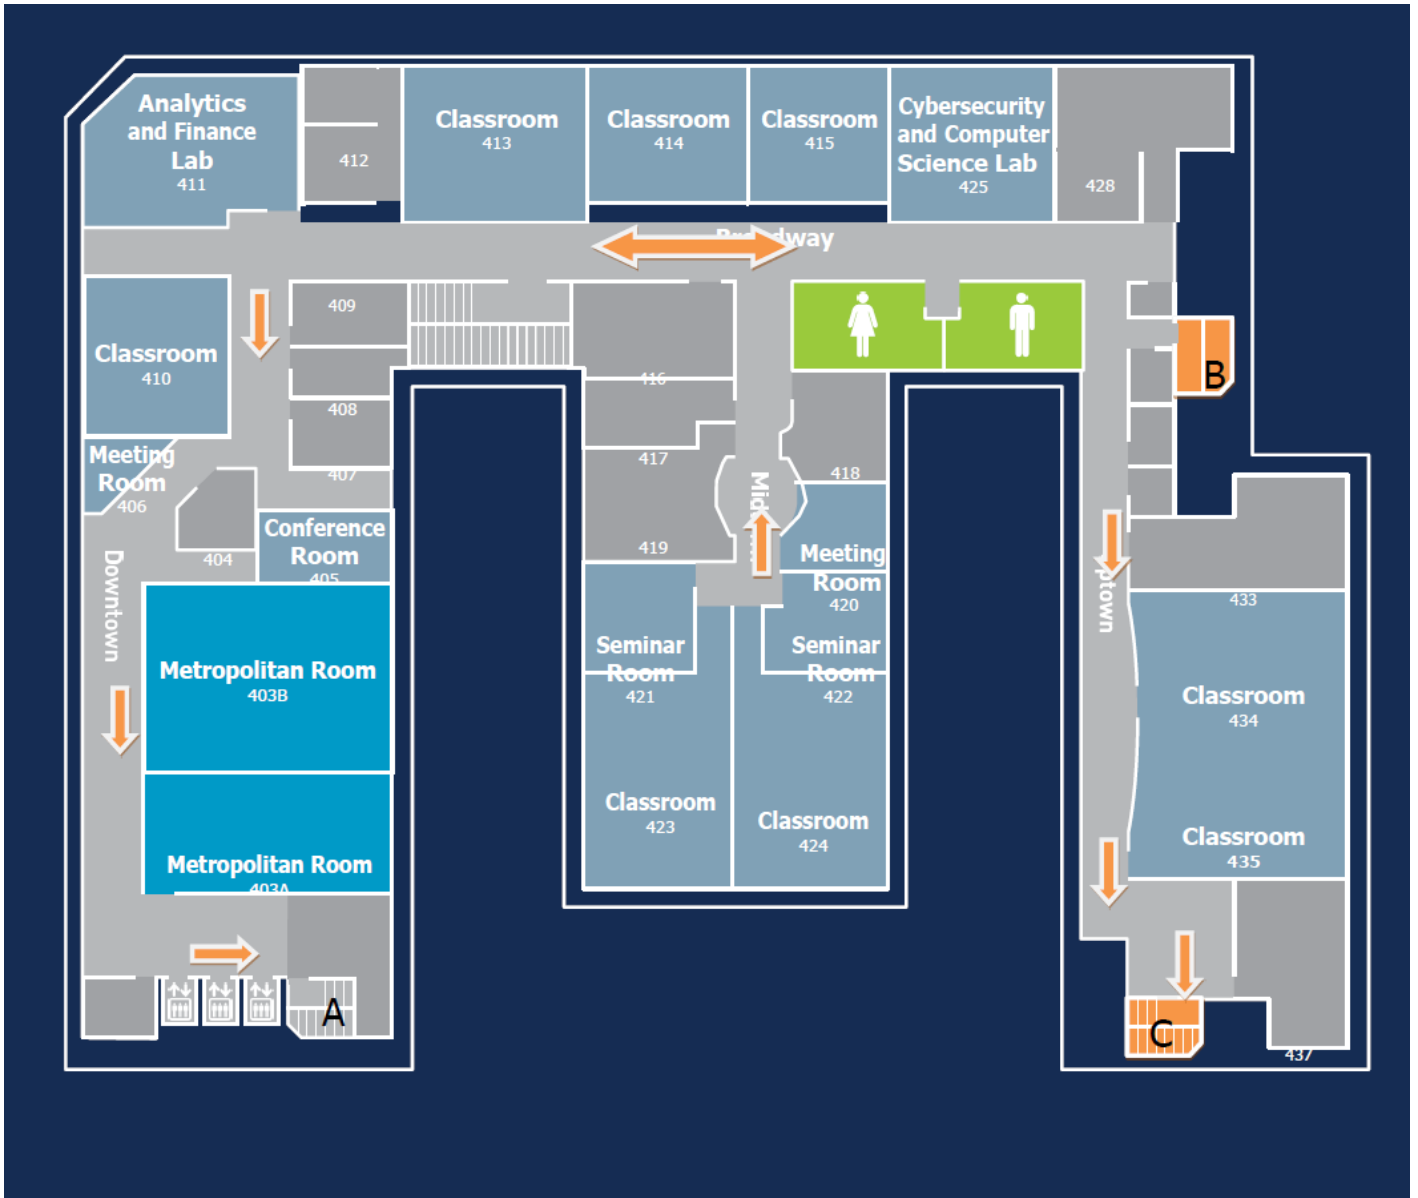 Analytics
and Finance
Lab
411
412
Classroom
413
Classroom
414
Classroom
415
Cybersecurity
and Computer
Science Lab
425
428
Classroom
410
409
408
407
416
417
418
419
B
Meeting
Room
406
404
Conference
Room
405
Downtown
Metropolitan Room
403B
Metropolitan Room
403A
A
Meeting
Room
420
Seminar
Room
421
Seminar
Room
422
Classroom
423
Classroom
424
433
Classroom
434
Classroom
435
C
437